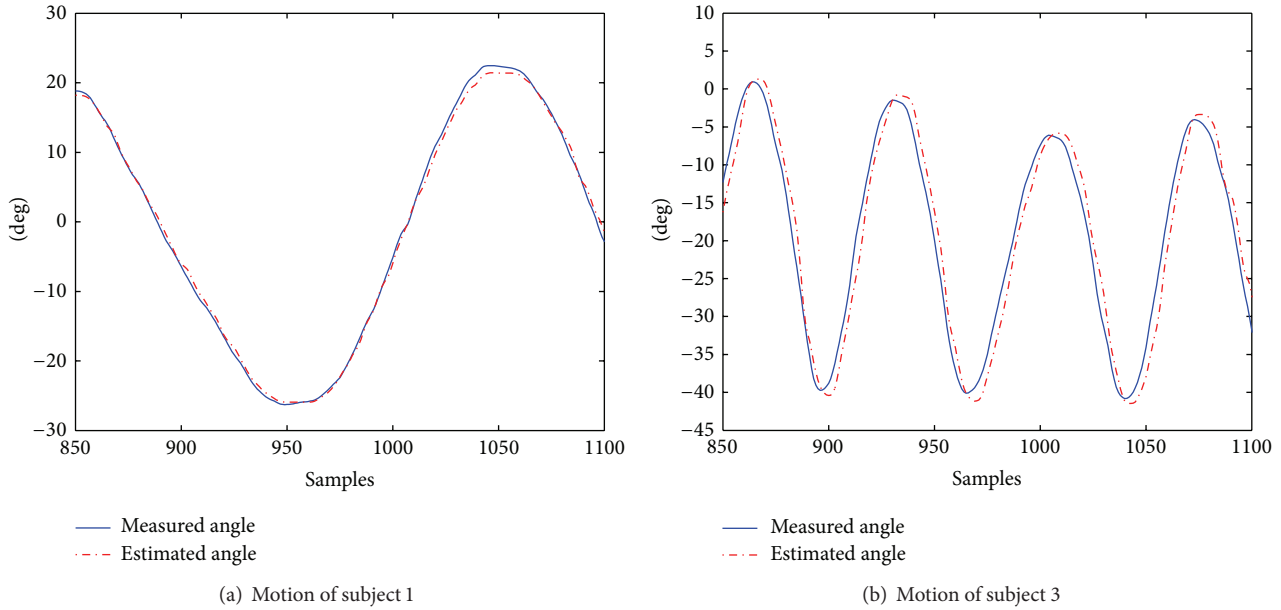 30
20
10
0
−10
−20
−30
(deg)
850 900 950 1000 1050 1100
Samples
Measured angle
Estimated angle
(a) Motion of subject 1
10
5
0
−5
−10
−15
−20
−25
−30
−35
−40
−45
(deg)
850 900 950 1000 1050 1100
Samples
Measured angle
Estimated angle
(b) Motion of subject 3